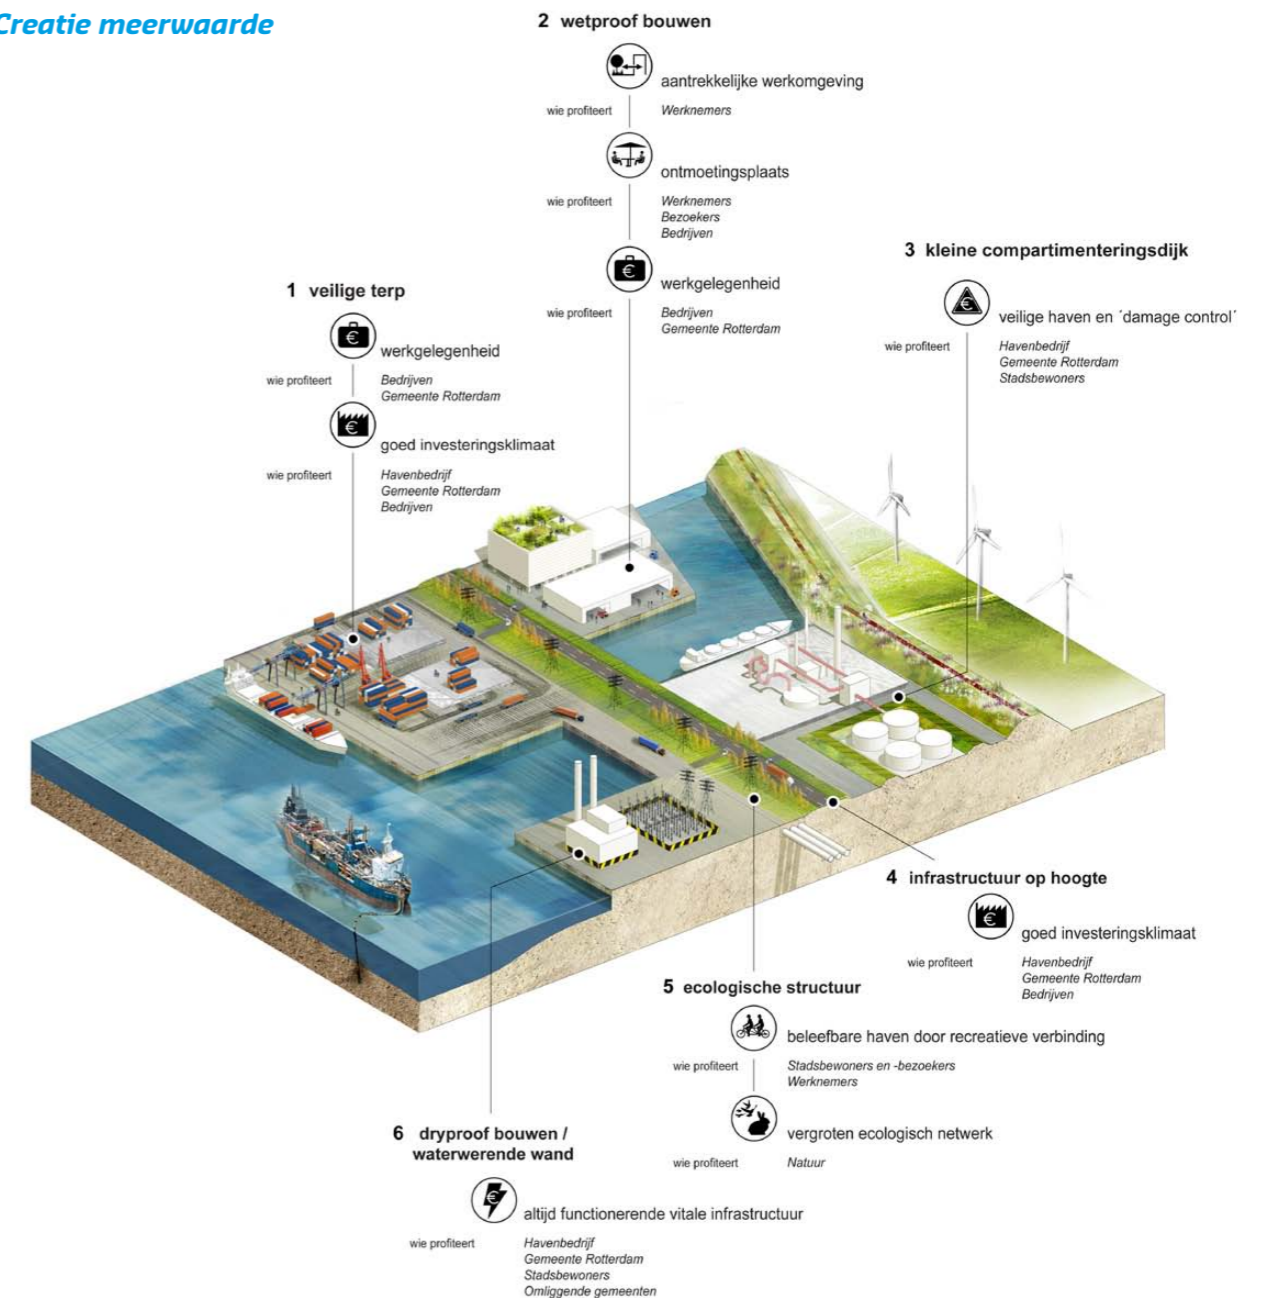 Creatie meerwaarde
2 wetproof bouwen
aantrekkelijke werkomgeving
wie profiteert Werknemers
ontmoetingsplaats
wie profiteert Werknemers
Bezoekers
Bedrijven
werkgelegenheid
wie profiteert Bedrijven
Gemeente Rotterdam
3 kleine compartimenteringsdijk
veilige haven en ´damage control´
wie profiteert Havenbedrijf
Gemeente Rotterdam
Stadsbewoners
1 veilige terp
werkgelegenheid
wie profiteert Bedrijven
Gemeente Rotterdam
goed investeringsklimaat
wie profiteert Havenbedrijf
Gemeente Rotterdam
Bedrijven
4 infrastructuur op hoogte
goed investeringsklimaat
wie profiteert Havenbedrijf
Gemeente Rotterdam
Bedrijven
5 ecologische structuur
beleefbare haven door recreatieve verbinding
wie profiteert Stadsbewoners en -bezoekers
Werknemers
vergroten ecologisch netwerk
wie profiteert Natuur
6 dryproof bouwen /
waterwerende wand
altijd functionerende vitale infrastructuur
wie profiteert Havenbedrijf
Gemeente Rotterdam
Stadsbewoners
Omliggende gemeenten